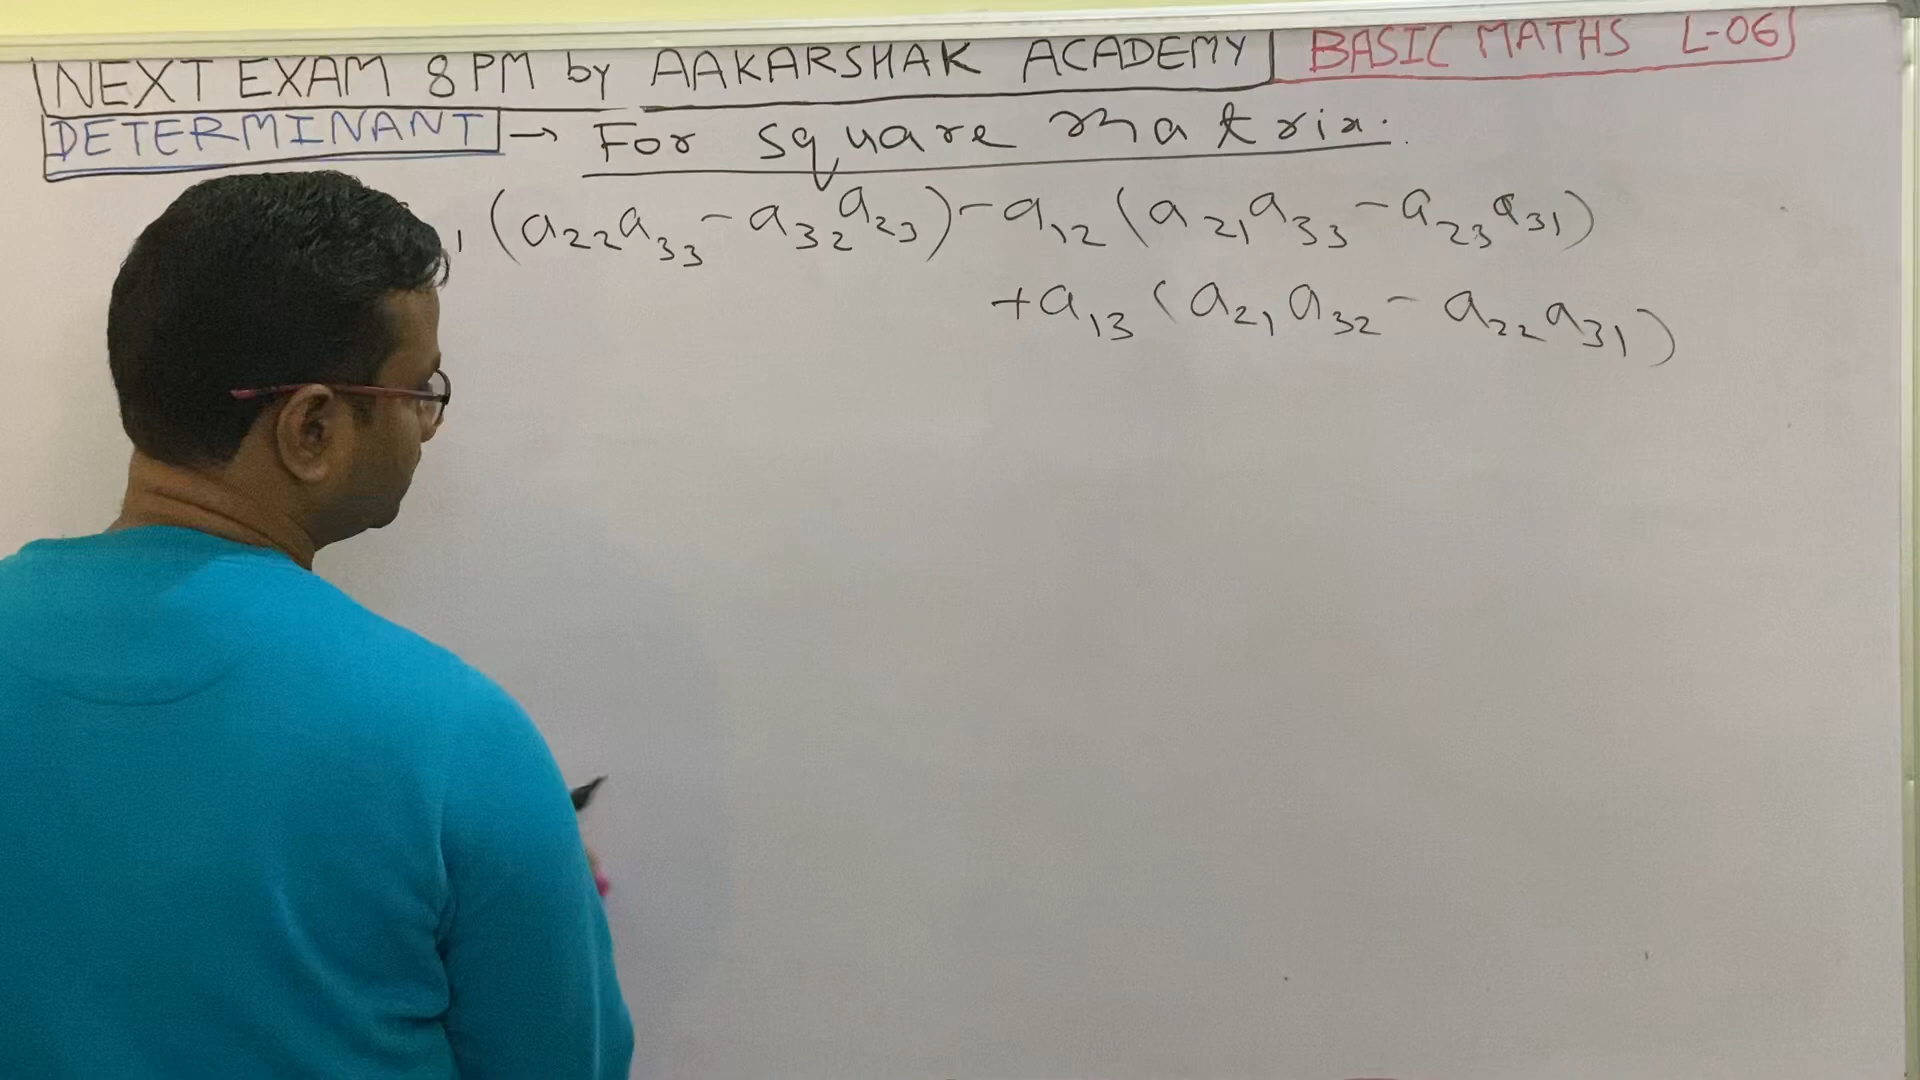 NEXT EXAM 8 PM by AAKARSHAK ACADEMY | BASIC MATHS L-06
DETERMINANT → For square matrix.
₁ (a₂₂a₃₃ - a₃₂a₂₃) - a₁₂ (a₂₁a₃₃ - a₂₃a₃₁)
+a₁₃ (a₂₁a₃₂ - a₂₂a₃₁)